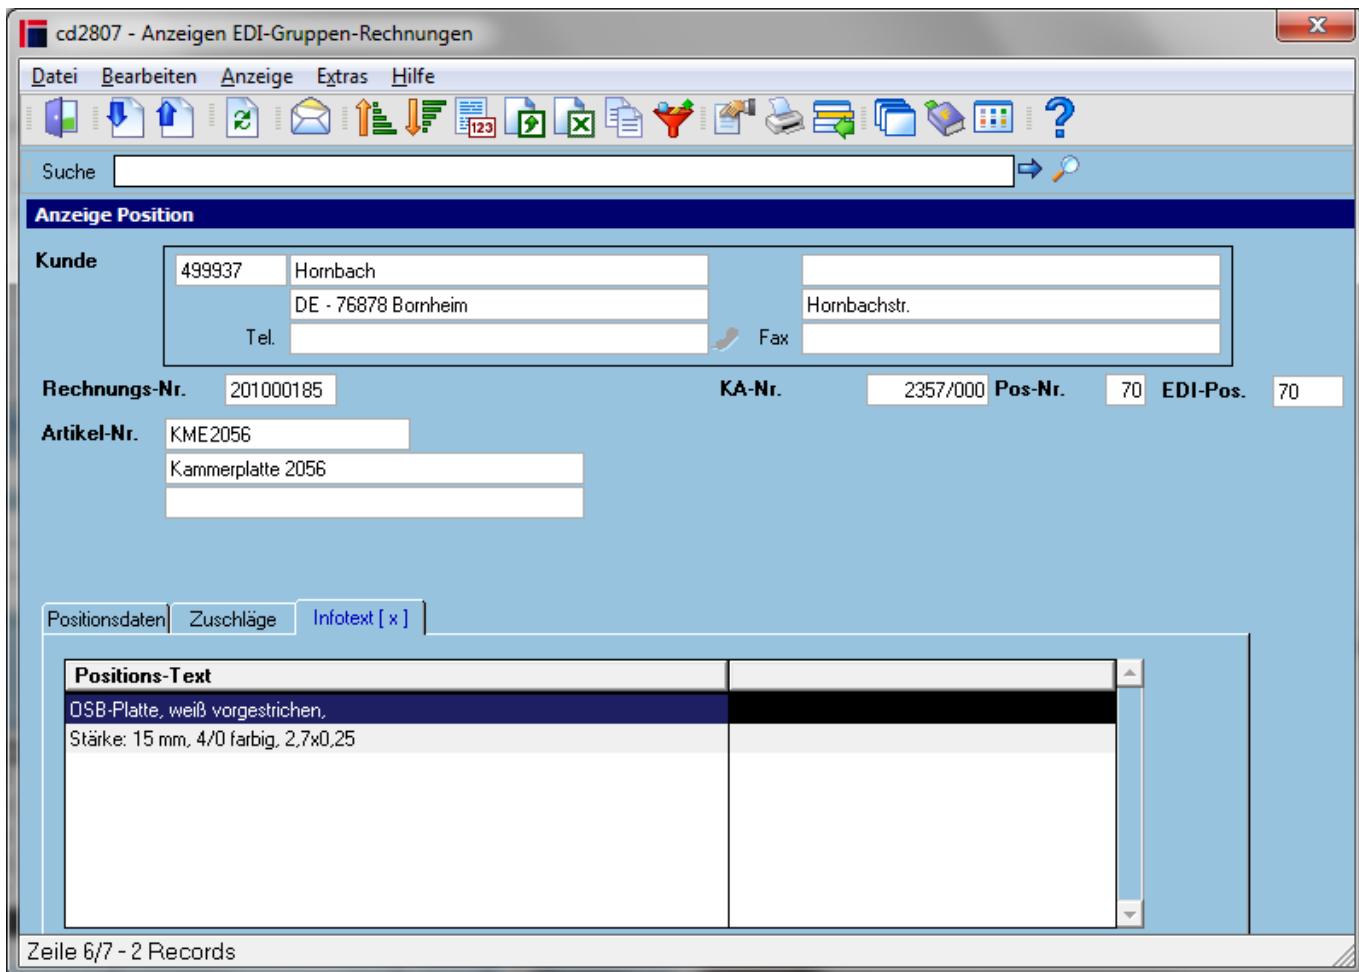 cd2807 - Anzeigen EDI-Gruppen-Rechnungen
Datei Bearbeiten Anzeige Extras Hilfe
123
Suche
Anzeige Position
Kunde 499937 Hornbach
DE - 76878 Bornheim Hornbachstr.
Tel. Fax
Rechnungs-Nr. 201000185 KA-Nr. 2357/000 Pos-Nr. 70 EDI-Pos. 70
Artikel-Nr. KME2056
Kammerplatte 2056
Positionsdaten Zuschläge Infotext [ x ]
Positions-Text
OSB-Platte, weiß vorgestrichen,
Stärke: 15 mm, 4/0 farbig, 2,7x0,25
Zeile 6/7 - 2 Records